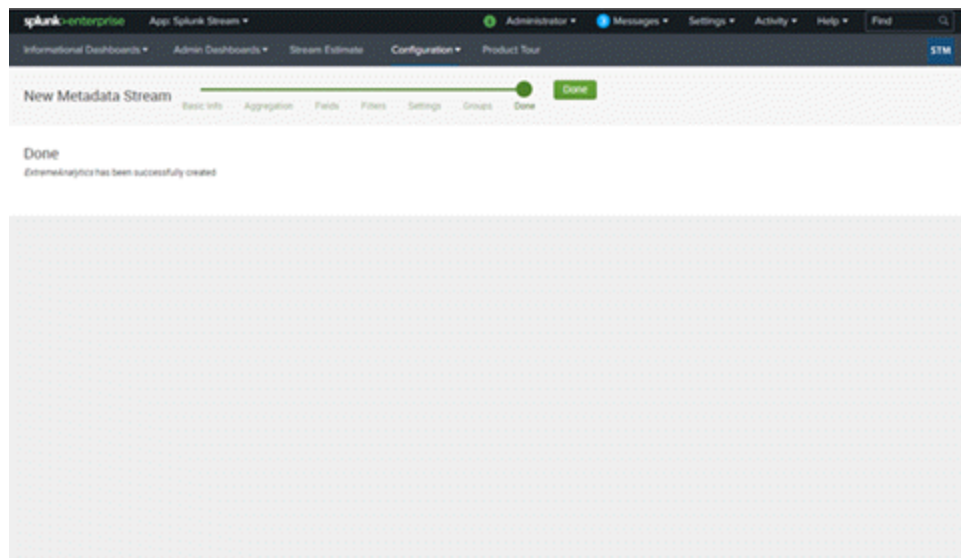 splunk>enterprise App: Splunk Stream Administrator Messages Settings Activity Help Find
Informational Dashboards Admin Dashboards Stream Estimate Configuration Product Tour STM
New Metadata Stream Done
Basic Info Aggregation Fields Filters Settings Groups Done
Done
ExtremeAnalytics has been successfully created